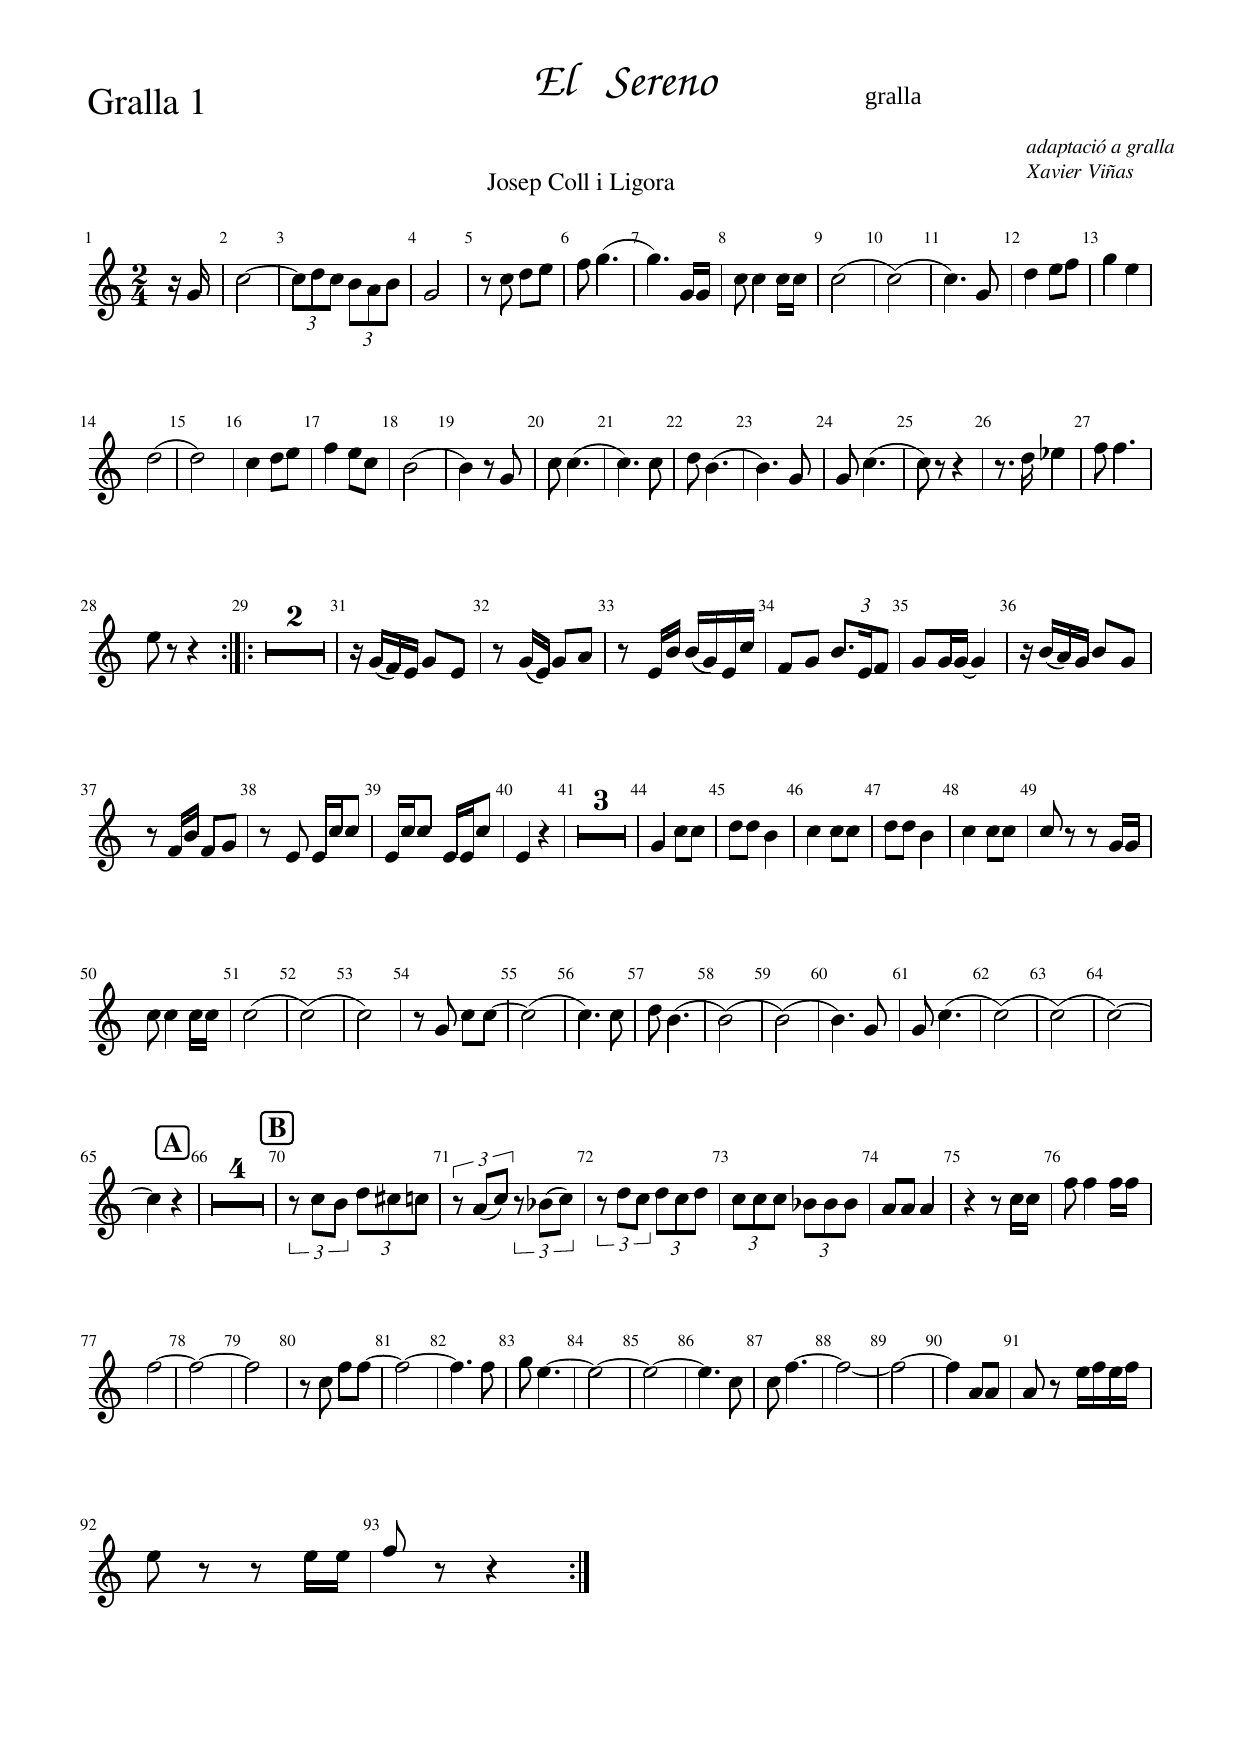 El Sereno
Gralla 1
gralla
adaptació a gralla
Xavier Viñas
Josep Coll i Ligora
1 2 3 4 5 6 7 8 9 10 11 12 13
2
4
3
3
14 15 16 17 18 19 20 21 22 23 24 25 26 27
28 29 31 32 33 34 35 36
2
3
37 38 39 40 41 44 45 46 47 48 49
3
50 51 52 53 54 55 56 57 58 59 60 61 62 63 64
A
B
65 66 70 71 72 73 74 75 76
4
3
3 3 3 3 3 3 3
77 78 79 80 81 82 83 84 85 86 87 88 89 90 91
92 93